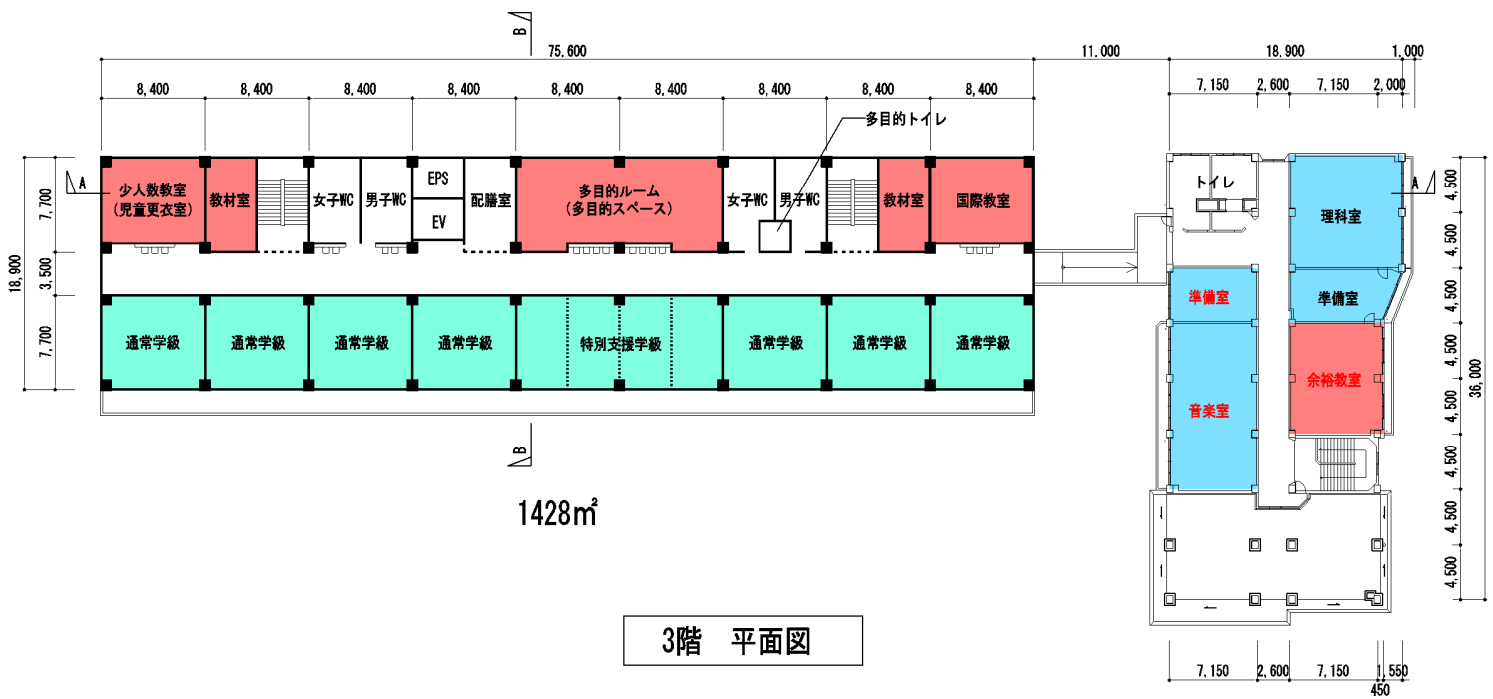 B
75,600
11,000
18,900
1,000
8,400
8,400
8,400
8,400
8,400
8,400
8,400
8,400
8,400
7,150
2,600
7,150
2,000
多目的トイレ
A
少人数教室
(児童更衣室)
教材室
女子WC
男子WC
EPS
EV
配膳室
多目的ルーム
(多目的スペース)
女子WC
男子WC
教材室
国際教室
トイレ
理科室
A
7,700
3,500
7,700
18,900
準備室
準備室
通常学級
通常学級
通常学級
通常学級
特別支援学級
通常学級
通常学級
通常学級
音楽室
余裕教室
4,500
4,500
4,500
4,500
4,500
4,500
4,500
4,500
36,000
B
1428㎡
3階 平面図
7,150
2,600
7,150
1,550
450